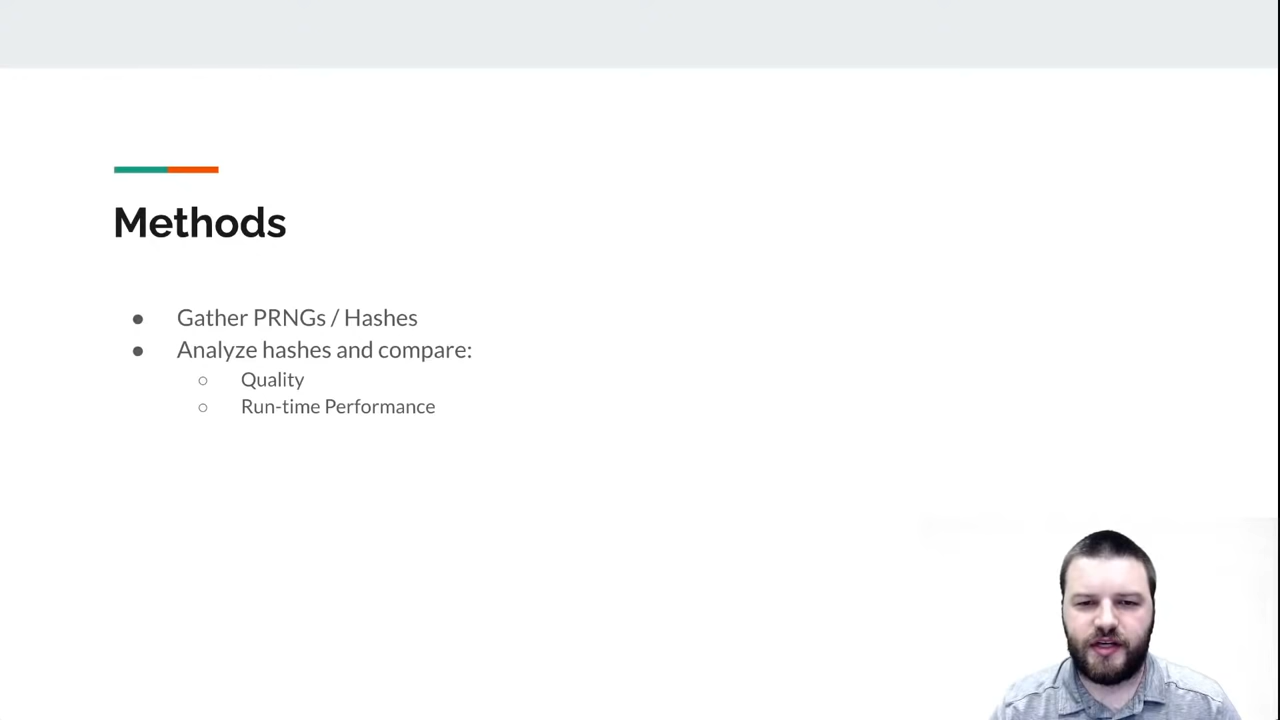 Methods
● Gather PRNGs / Hashes
● Analyze hashes and compare:
○ Quality
○ Run-time Performance